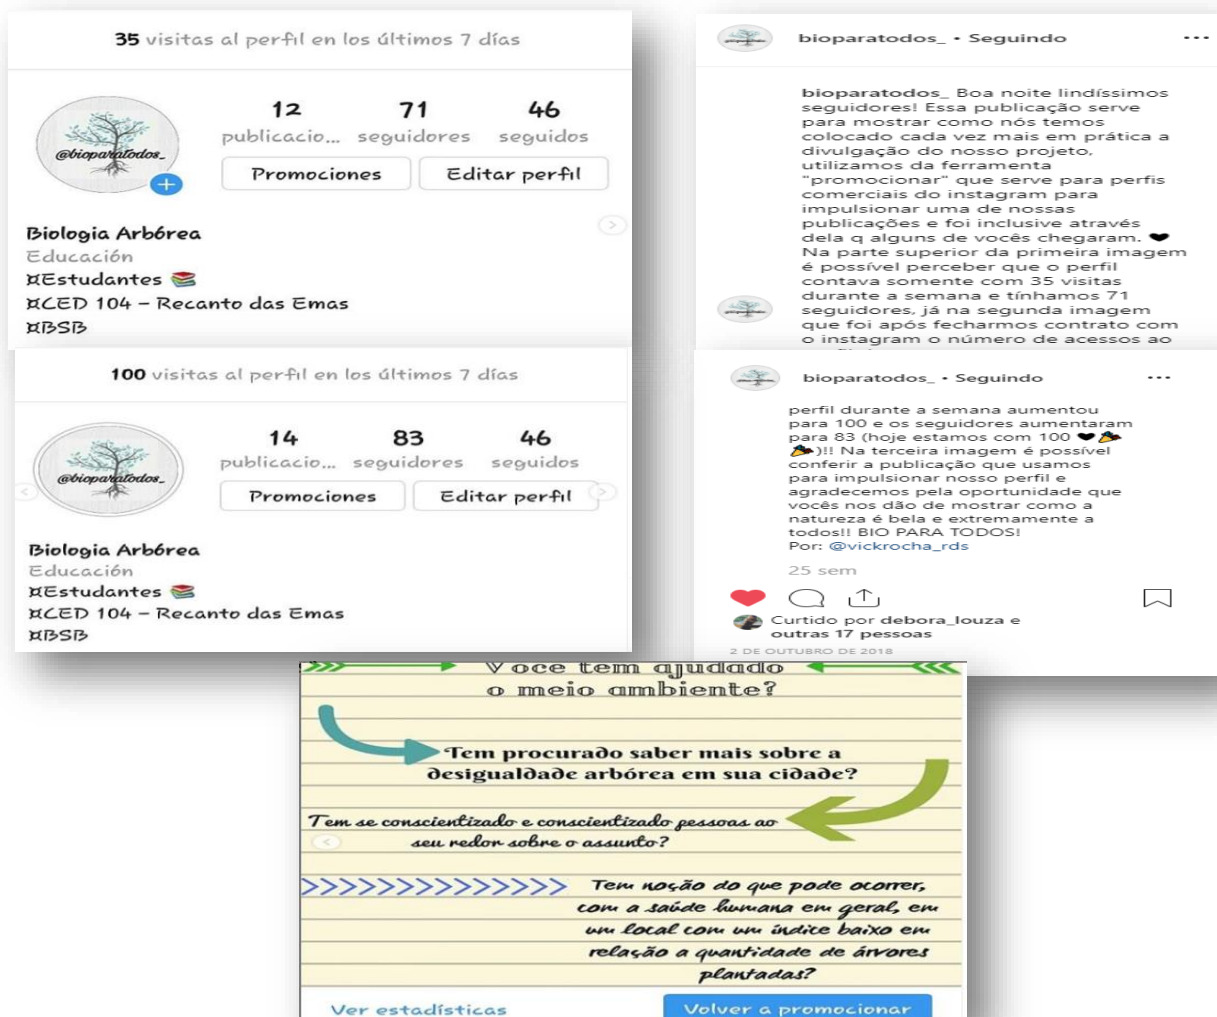 35 visitas al perfil en los últimos 7 días
12 71 46
publicacio... seguidores seguidos
@bioparatodos_
Promociones Editar perfil
Biologia Arbórea
Educación
¤Estudantes 📚
¤CED 104 – Recanto das Emas
¤BSB
100 visitas al perfil en los últimos 7 días
14 83 46
publicacio... seguidores seguidos
@bioparatodos_
Promociones Editar perfil
Biologia Arbórea
Educación
¤Estudantes 📚
¤CED 104 – Recanto das Emas
¤BSB
bioparatodos_ • Seguindo
bioparatodos_ Boa noite lindíssimos
seguidores! Essa publicação serve
para mostrar como nós temos
colocado cada vez mais em prática a
divulgação do nosso projeto,
utilizamos da ferramenta
"promocionar" que serve para perfis
comerciais do instagram para
impulsionar uma de nossas
publicações e foi inclusive através
dela q alguns de vocês chegaram. 🖤
Na parte superior da primeira imagem
é possível perceber que o perfil
contava somente com 35 visitas
durante a semana e tínhamos 71
seguidores, já na segunda imagem
que foi após fecharmos contrato com
o instagram o número de acessos ao
bioparatodos_ • Seguindo
perfil durante a semana aumentou
para 100 e os seguidores aumentaram
para 83 (hoje estamos com 100 🖤🎉
🎉)!! Na terceira imagem é possível
conferir a publicação que usamos
para impulsionar nosso perfil e
agradecemos pela oportunidade que
vocês nos dão de mostrar como a
natureza é bela e extremamente a
todos!! BIO PARA TODOS!
Por: @vickrocha_rds
25 sem
Curtido por debora_louza e
outras 17 pessoas
2 DE OUTUBRO DE 2018
Voce tem ajudado
o meio ambiente?
Tem procurado saber mais sobre a
desigualdade arbórea em sua cidade?
Tem se conscientizado e conscientizado pessoas ao
seu redor sobre o assunto?
Tem noção do que pode ocorrer,
com a saúde humana em geral, em
um local com um índice baixo em
relação a quantidade de árvores
plantadas?
Ver estadísticas Volver a promocionar